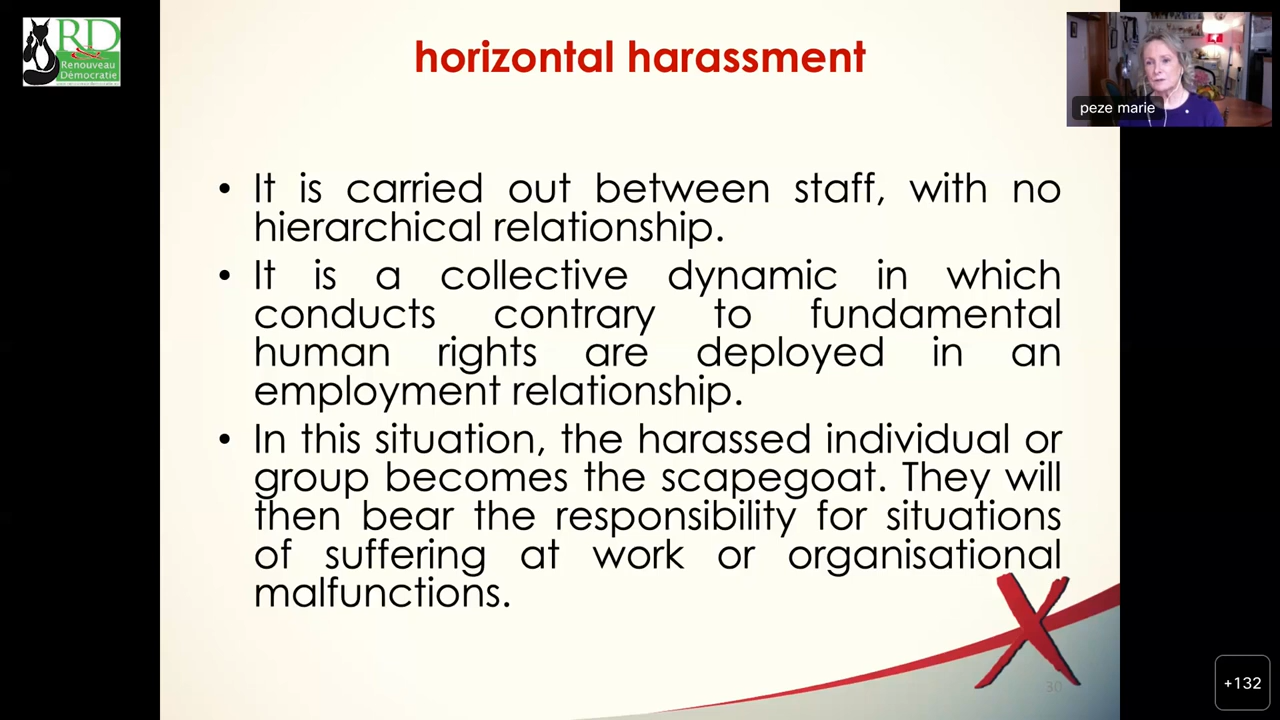 RD
Renouveau
Démocratie
horizontal harassment
peze marie
• It is carried out between staff, with no
hierarchical relationship.
• It is a collective dynamic in which
conducts contrary to fundamental
human rights are deployed in an
employment relationship.
• In this situation, the harassed individual or
group becomes the scapegoat. They will
then bear the responsibility for situations
of suffering at work or organisational
malfunctions.
30
+132